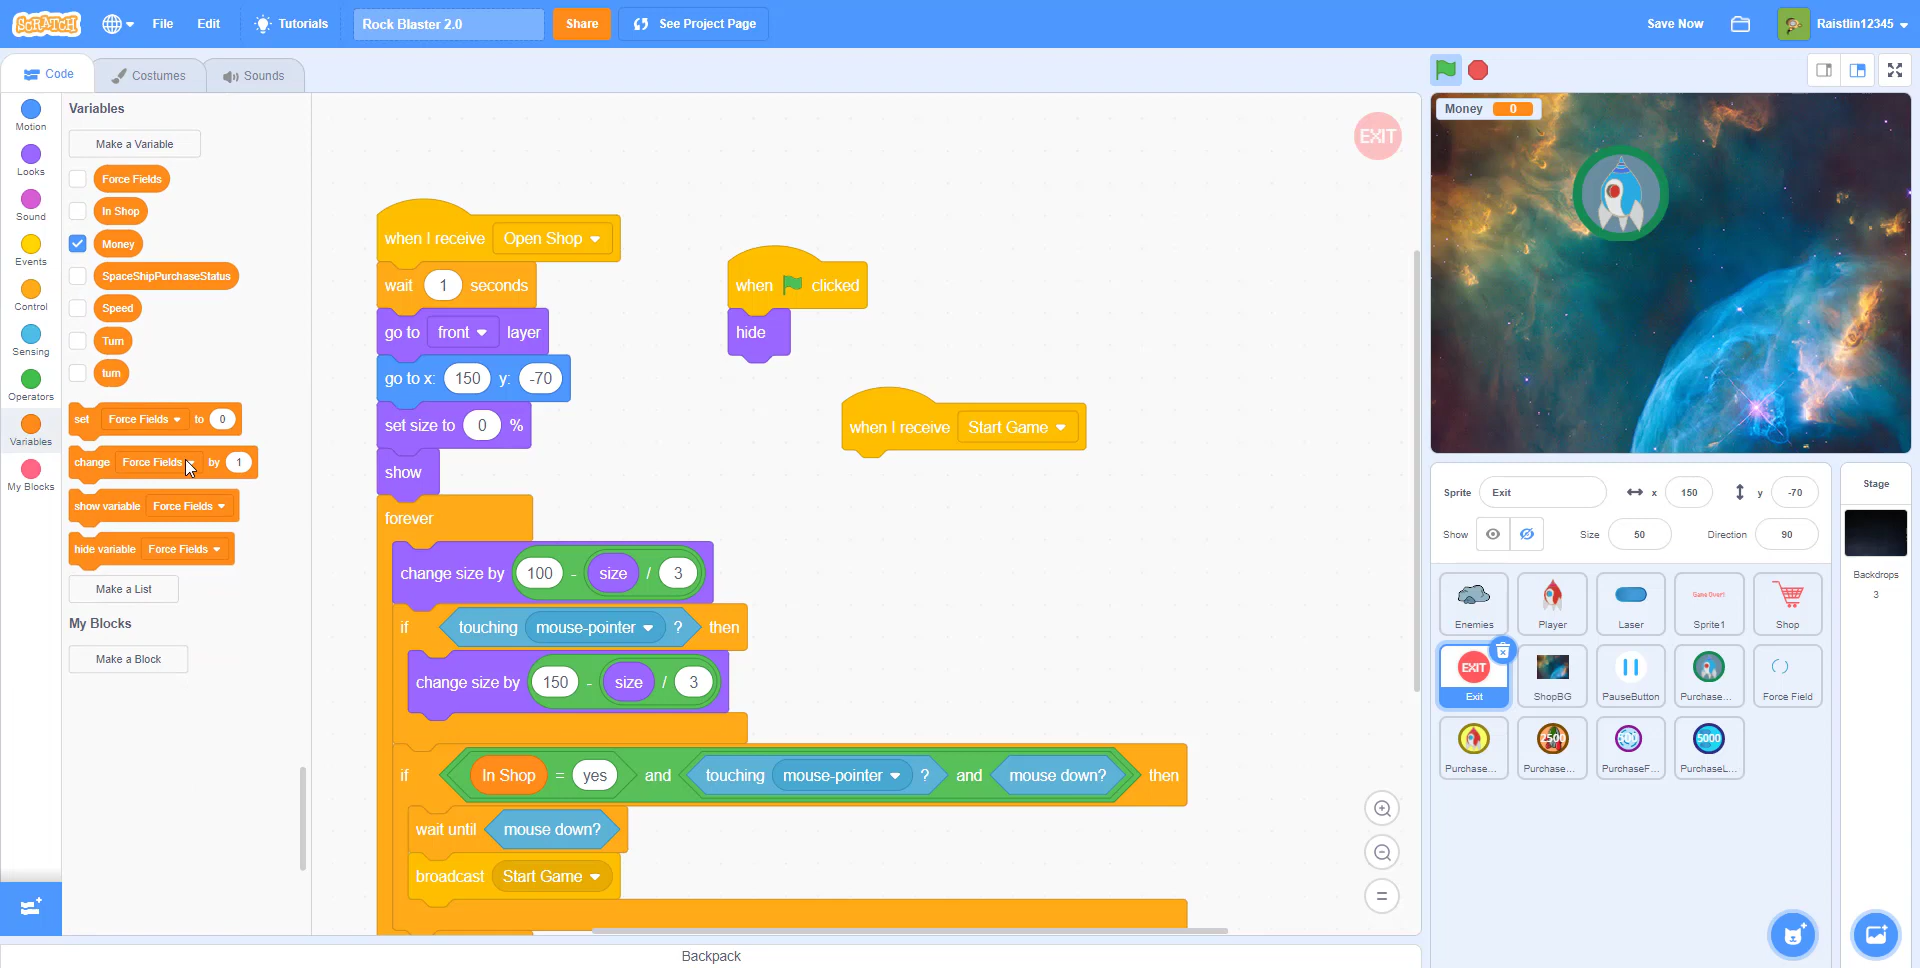 SCRATCH
File
Edit
Tutorials
Rock Blaster 2.0
Share
See Project Page
Save Now
Raistlin12345
Code
Costumes
Sounds
Motion
Looks
Sound
Events
Control
Sensing
Operators
Variables
My Blocks
Variables
Make a Variable
Force Fields
In Shop
Money
SpaceShipPurchaseStatus
Speed
Tum
tum
set Force Fields to 0
change Force Fields by 1
show variable Force Fields
hide variable Force Fields
Make a List
My Blocks
Make a Block
EXIT
when I receive Open Shop
wait 1 seconds
go to front layer
go to x: 150 y: -70
set size to 0 %
show
forever
change size by 100 - size / 3
if touching mouse-pointer ? then
change size by 150 - size / 3
if In Shop = yes and touching mouse-pointer ? and mouse down? then
wait until mouse down?
broadcast Start Game
when clicked
hide
when I receive Start Game
Backpack
Money 0
Sprite Exit x 150 y -70
Show Size 50 Direction 90
Enemies
Player
Laser
Game Over!
Sprite1
Shop
EXIT
Exit
ShopBG
PauseButton
Purchase...
Force Field
Purchase...
2500
Purchase...
500
PurchaseF...
5000
PurchaseL...
Stage
Backdrops
3